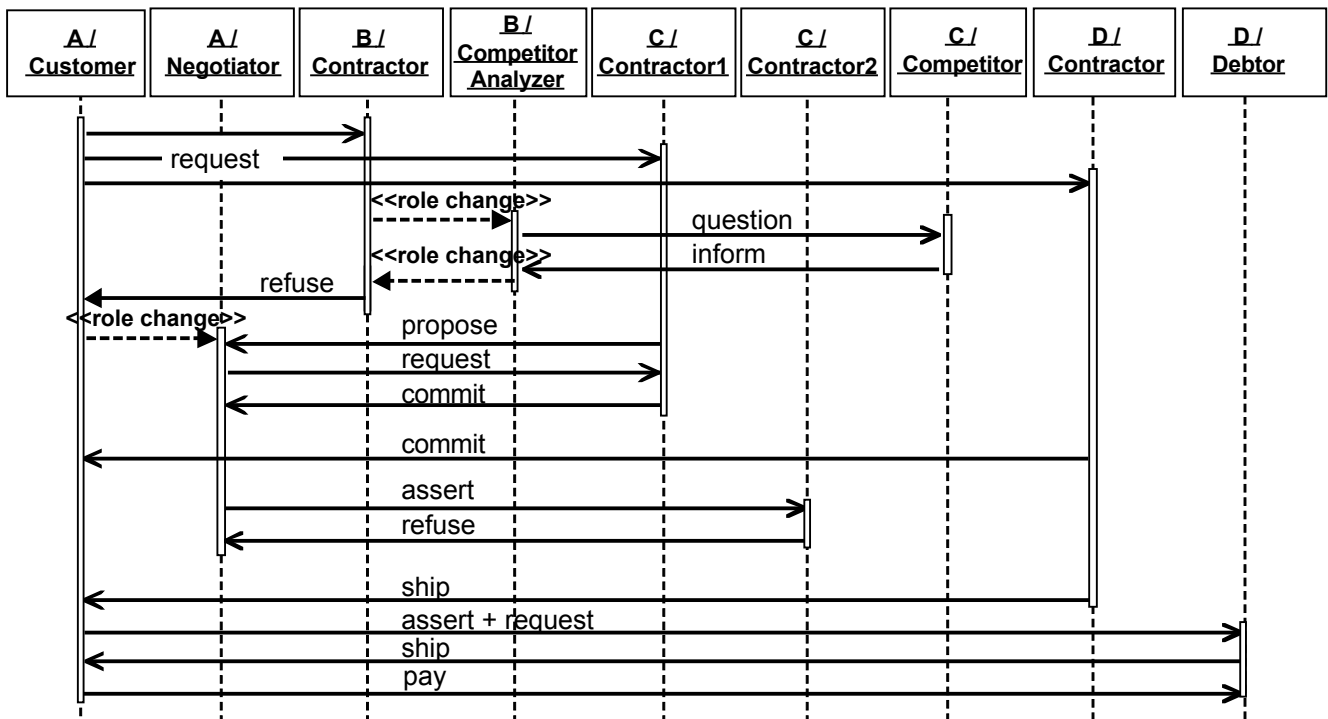 A /
Customer
A /
Negotiator
B /
Contractor
B /
Competitor
Analyzer
C /
Contractor1
C /
Contractor2
C /
Competitor
D /
Contractor
D /
Debtor
request
<<role change>>
question
<<role change>>
inform
refuse
<<role change>>
propose
request
commit
commit
assert
refuse
ship
assert + request
ship
pay